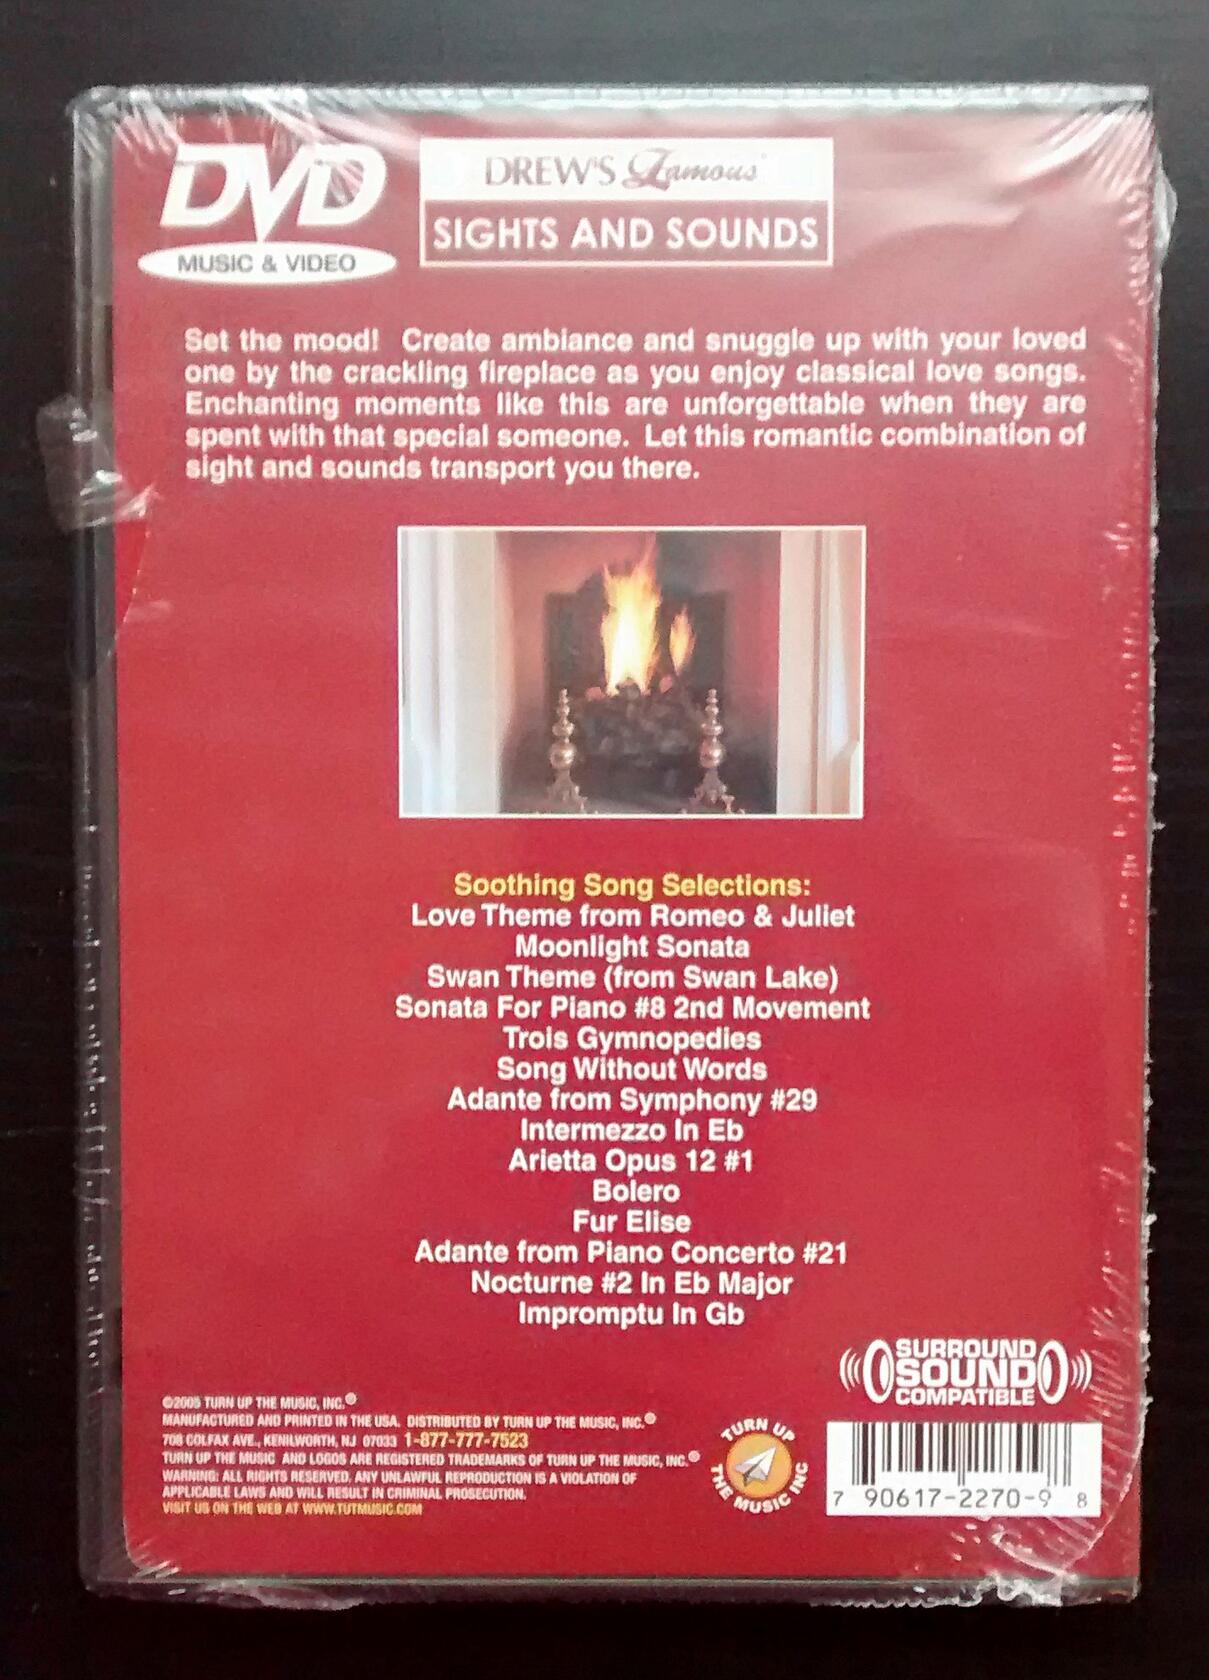 DVD
MUSIC & VIDEO
DREW'S Famous
SIGHTS AND SOUNDS
Set the mood! Create ambiance and snuggle up with your loved
one by the crackling fireplace as you enjoy classical love songs.
Enchanting moments like this are unforgettable when they are
spent with that special someone. Let this romantic combination of
sight and sounds transport you there.
Soothing Song Selections:
Love Theme from Romeo & Juliet
Moonlight Sonata
Swan Theme (from Swan Lake)
Sonata For Piano #8 2nd Movement
Trois Gymnopedies
Song Without Words
Adante from Symphony #29
Intermezzo In Eb
Arietta Opus 12 #1
Bolero
Fur Elise
Adante from Piano Concerto #21
Nocturne #2 In Eb Major
Impromptu In Gb
SURROUND
SOUND
COMPATIBLE
©2005 TURN UP THE MUSIC, INC.®
MANUFACTURED AND PRINTED IN THE USA. DISTRIBUTED BY TURN UP THE MUSIC, INC.®
708 COLFAX AVE., KENILWORTH, NJ 07033 1-877-777-7523
TURN UP THE MUSIC AND LOGOS ARE REGISTERED TRADEMARKS OF TURN UP THE MUSIC, INC.®
WARNING: ALL RIGHTS RESERVED. ANY UNLAWFUL REPRODUCTION IS A VIOLATION OF
APPLICABLE LAWS AND WILL RESULT IN CRIMINAL PROSECUTION.
VISIT US ON THE WEB AT WWW.TUTMUSIC.COM
TURN UP
THE MUSIC INC
7 90617-2270-9 8